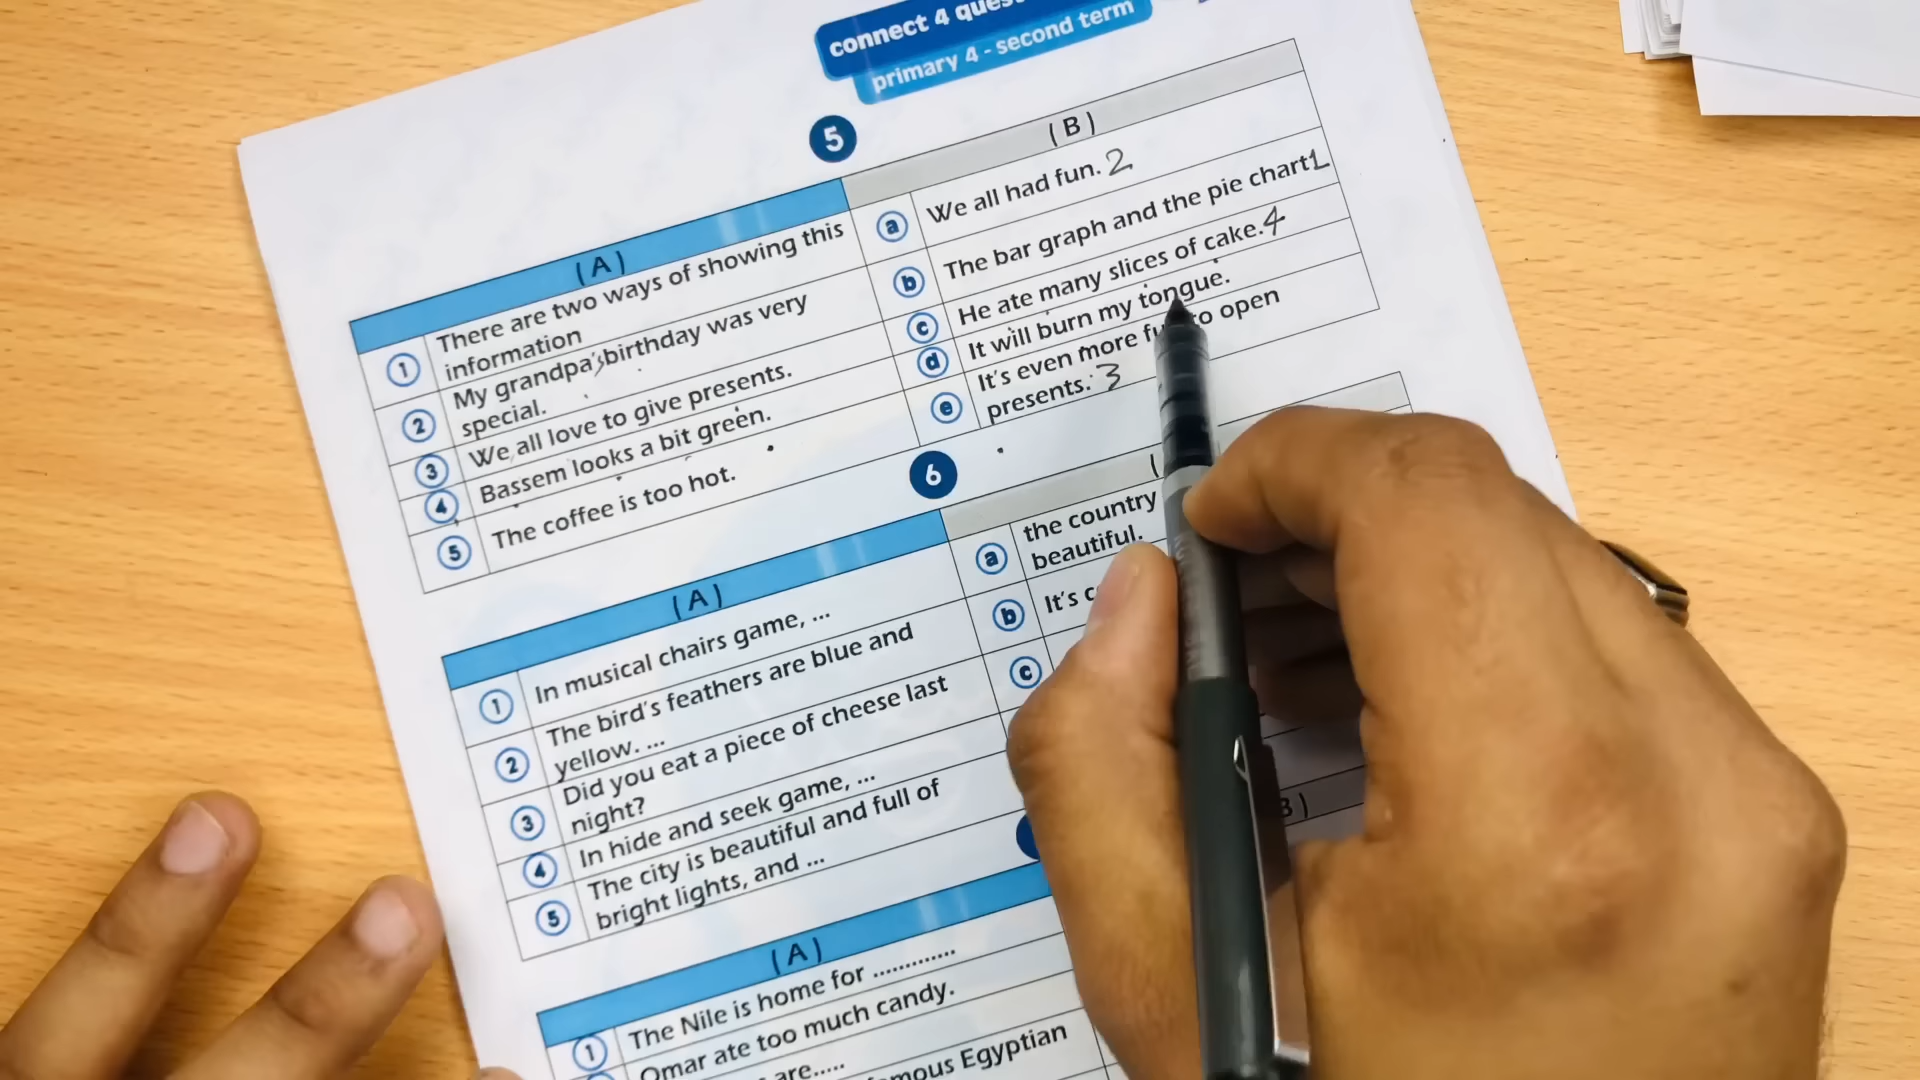 connect 4
primary 4 - second term
5
( A )
( B )
1 There are two ways of showing this
information
2 My grandpa's birthday was very
special.
3 We all love to give presents.
4 Bassem looks a bit green.
5 The coffee is too hot.
a We all had fun. 2
b The bar graph and the pie chart 1
c He ate many slices of cake. 4
d It will burn my tongue.
e It's even more to open
presents. 3
6
( A )
1 In musical chairs game, ...
2 The bird's feathers are blue and
yellow. ...
3 Did you eat a piece of cheese last
night?
4 In hide and seek game, ...
5 The city is beautiful and full of
bright lights, and ...
a the country
beautiful.
b It's
c
B )
( A )
1 The Nile is home for .............
Omar ate too much candy.
are.....
Egyptian